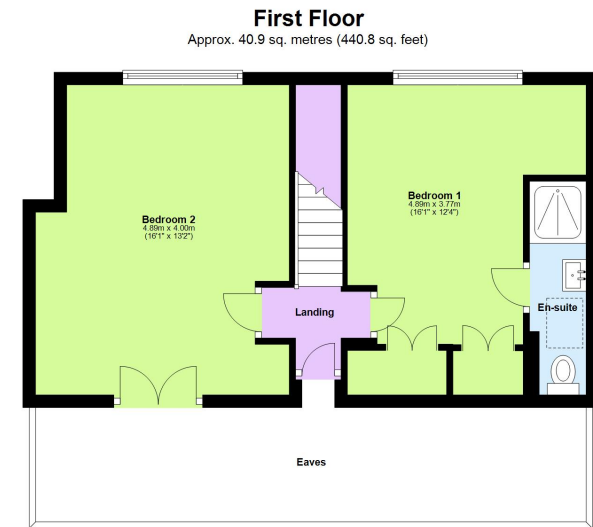 First Floor
Approx. 40.9 sq. metres (440.8 sq. feet)
Bedroom 2
4.89m x 4.00m
(16'1" x 13'2")
Bedroom 1
4.89m x 3.77m
(16'1" x 12'4")
Landing
En-suite
Eaves